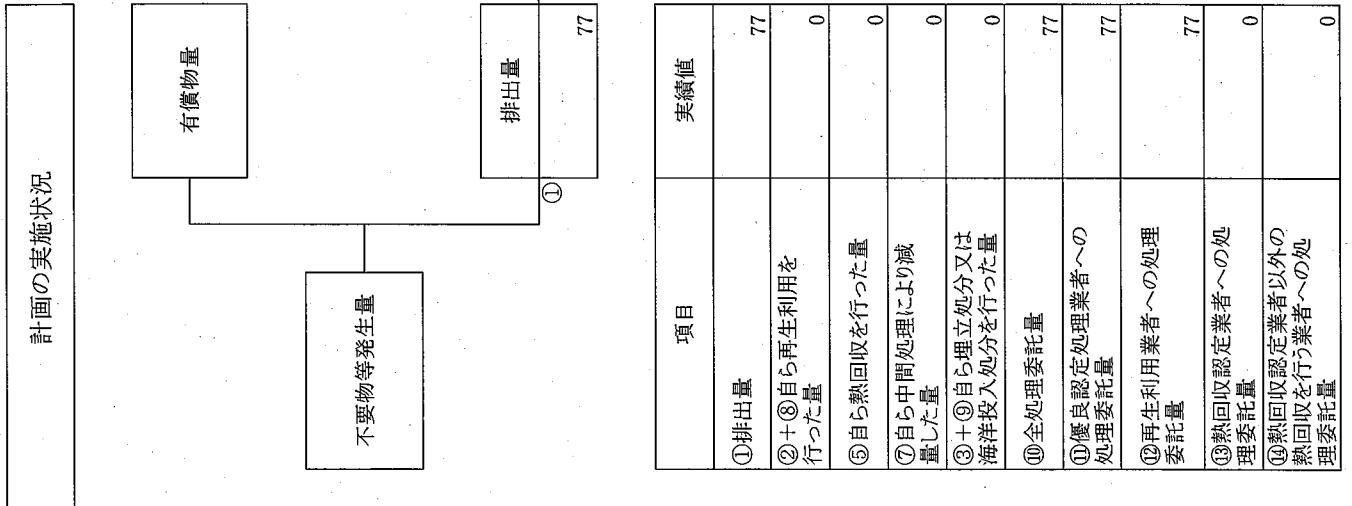 計画の実施状況
有償物量
不要物等発生量
排出量
①
77
項目
実績値
①排出量
77
②+⑧自ら再生利用を
行った量
0
⑤自ら熱回収を行った量
0
⑦自ら中間処理により減
量した量
0
③+⑨自ら埋立処分又は
海洋投入処分を行った量
0
⑩全処理委託量
77
⑪優良認定処理業者への
処理委託量
77
⑫再生利用業者への処理
委託量
77
⑬熱回収認定業者への処
理委託量
0
⑭熱回収認定業者以外の
熱回収を行う業者への処
理委託量
0